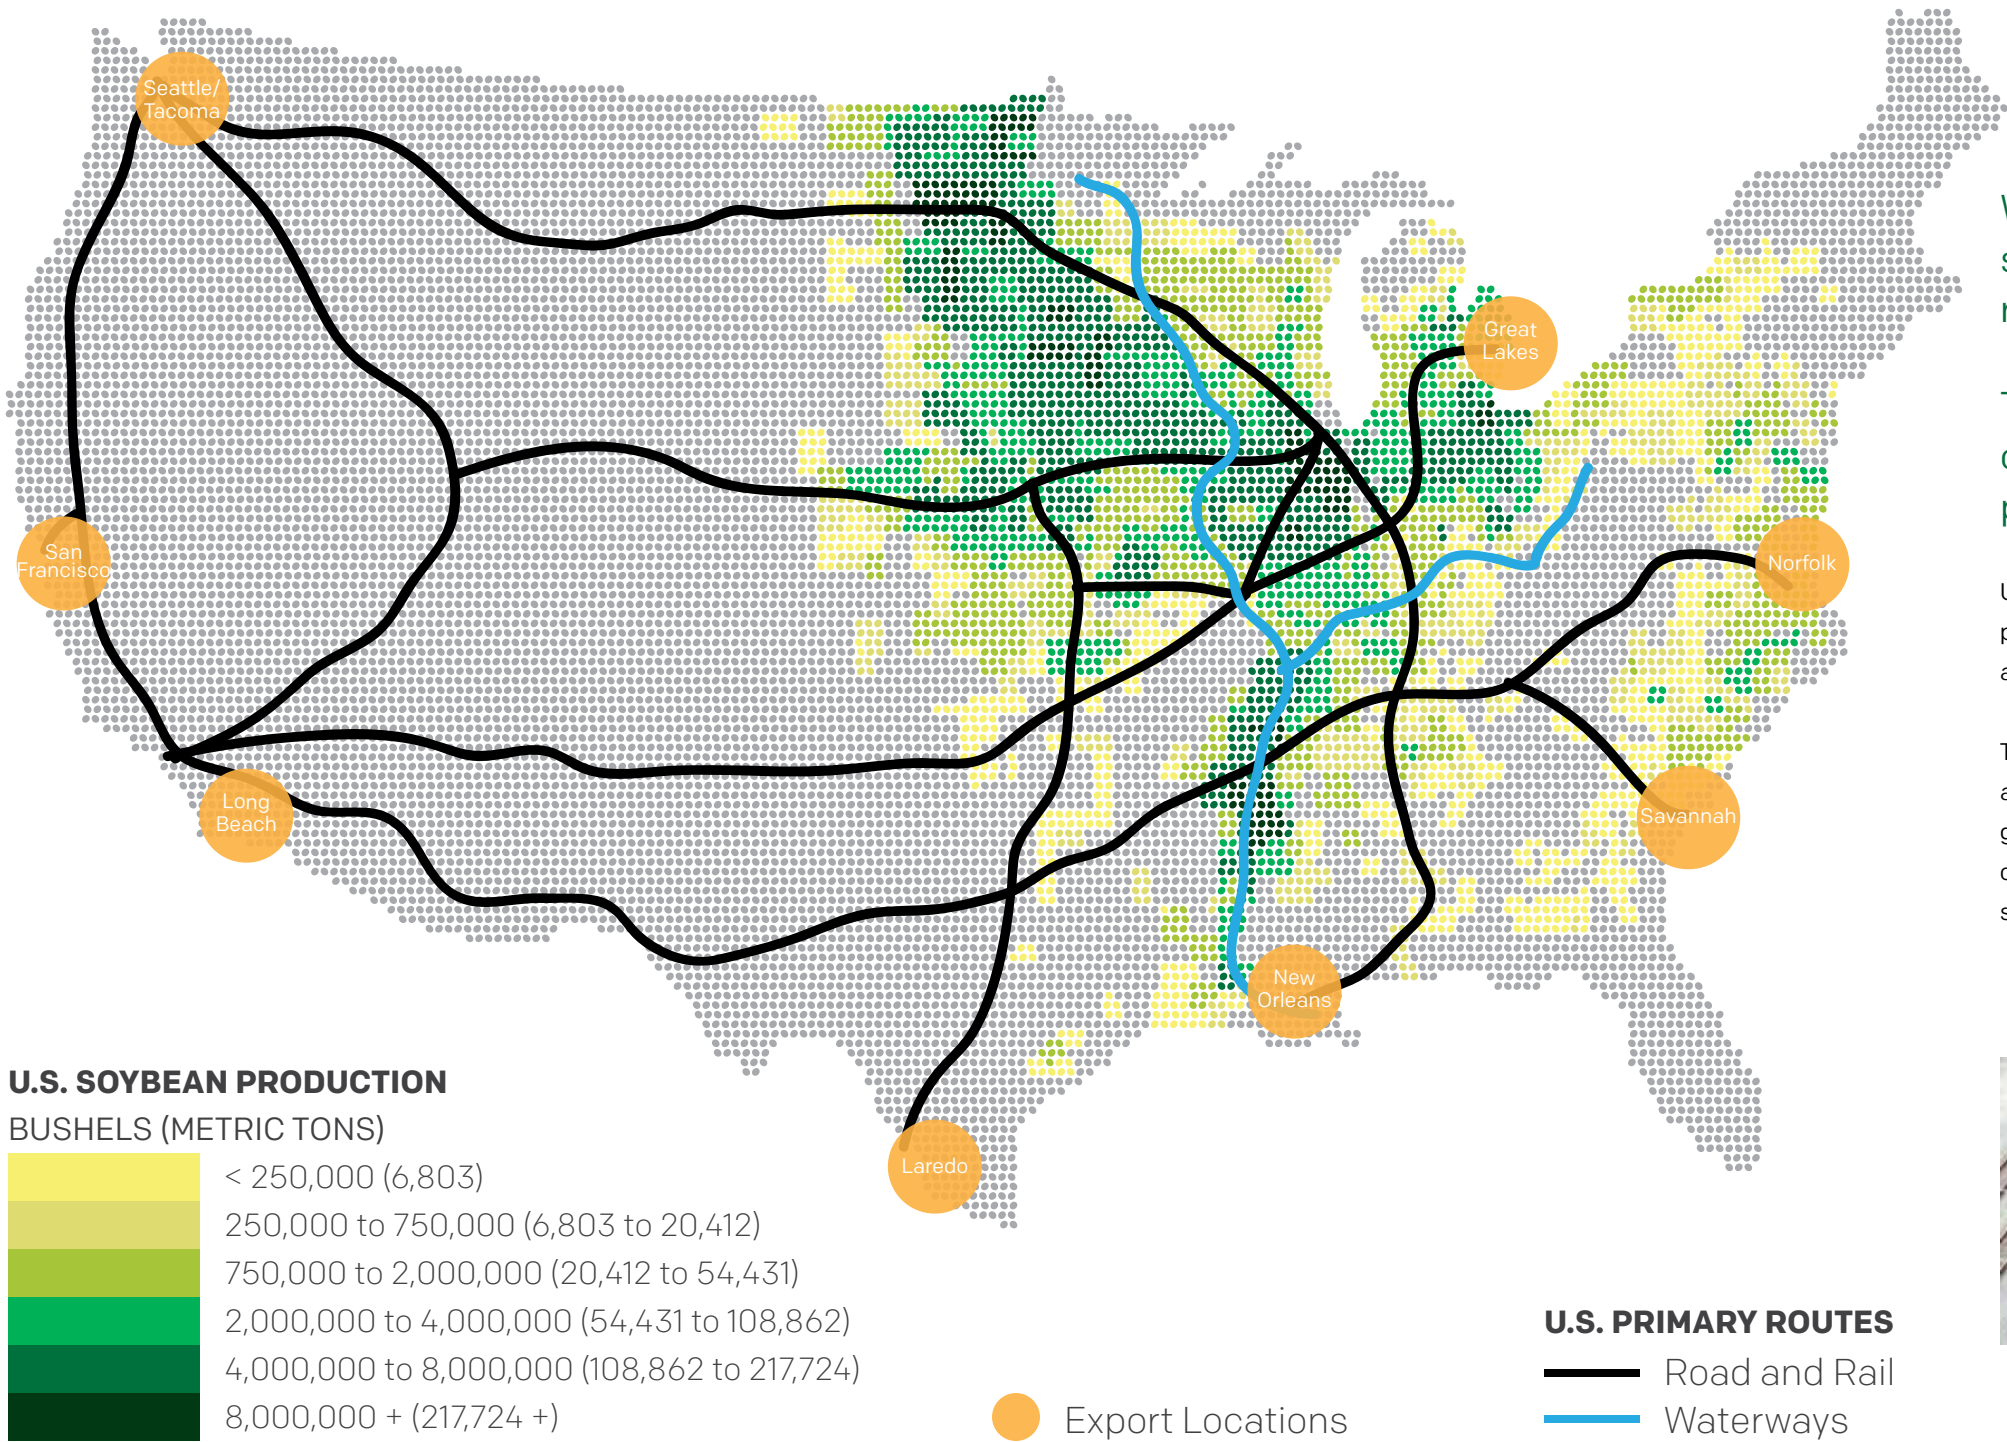 Seattle/
Tacoma
Great
Lakes
San
Francisco
Norfolk
Long
Beach
Savannah
New
Orleans
Laredo
U.S. SOYBEAN PRODUCTION
BUSHELS (METRIC TONS)
< 250,000 (6,803)
250,000 to 750,000 (6,803 to 20,412)
750,000 to 2,000,000 (20,412 to 54,431)
2,000,000 to 4,000,000 (54,431 to 108,862)
4,000,000 to 8,000,000 (108,862 to 217,724)
8,000,000 + (217,724 +)
Export Locations
U.S. PRIMARY ROUTES
Road and Rail
Waterways